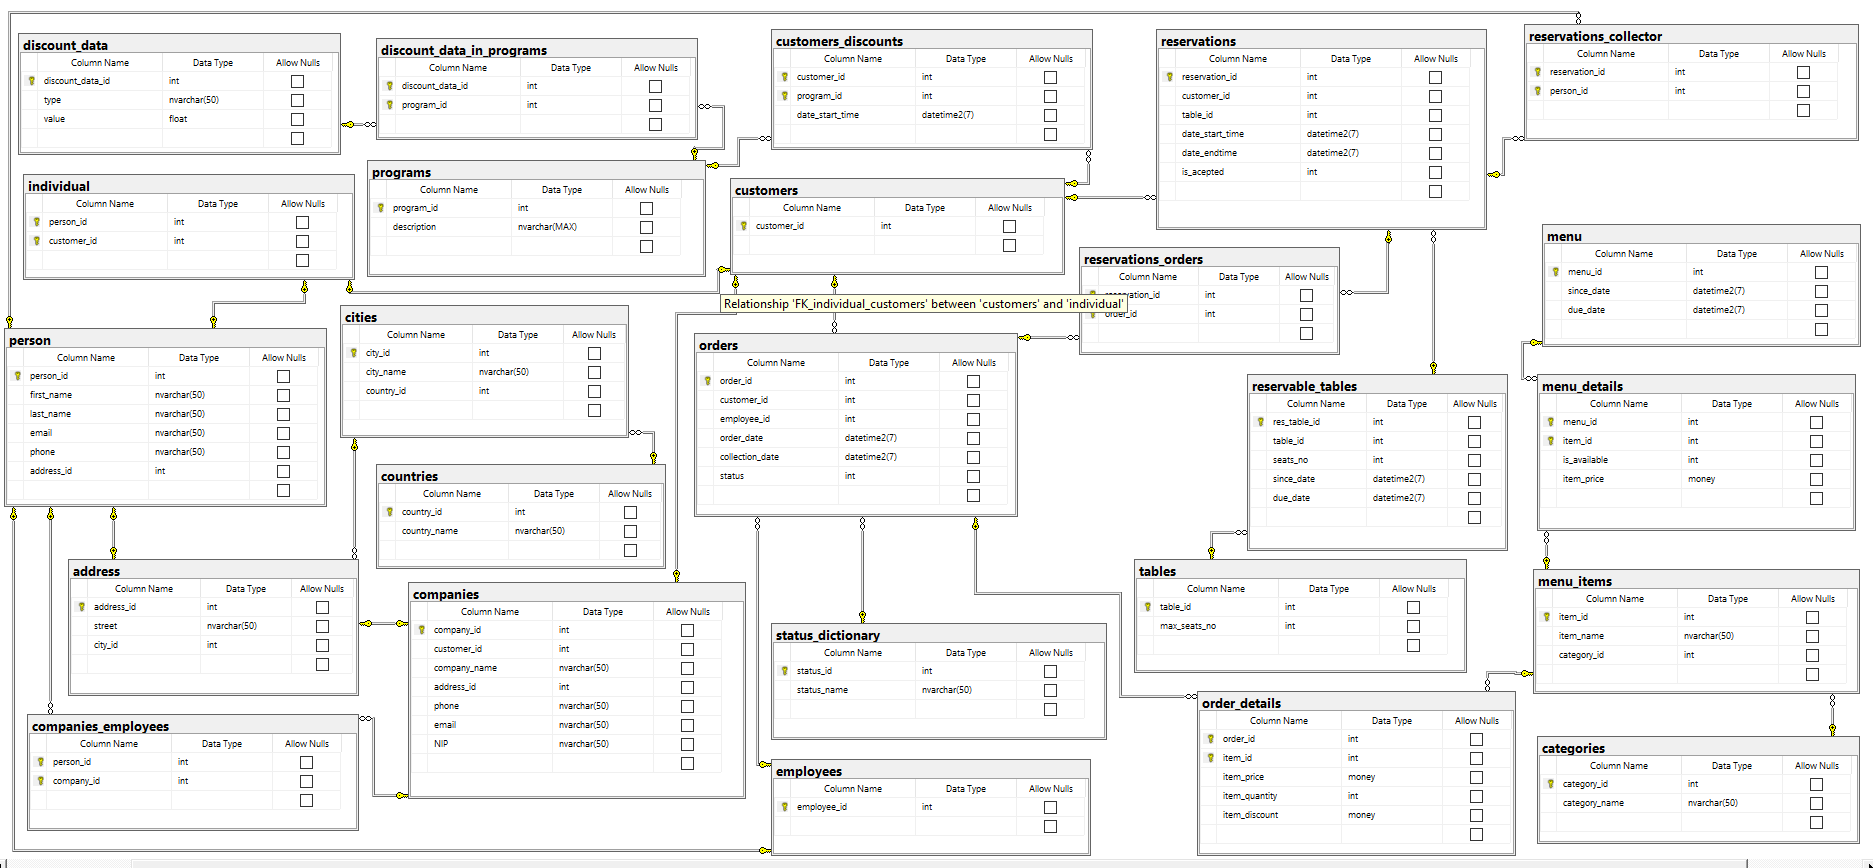 discount_data
Column Name Data Type Allow Nulls
discount_data_id int
type nvarchar(50)
value float
discount_data_in_programs
Column Name Data Type Allow Nulls
discount_data_id int
program_id int
customers_discounts
Column Name Data Type Allow Nulls
customer_id int
program_id int
date_start_time datetime2(7)
reservations
Column Name Data Type Allow Nulls
reservation_id int
customer_id int
table_id int
date_start_time datetime2(7)
date_endtime datetime2(7)
is_acepted int
reservations_collector
Column Name Data Type Allow Nulls
reservation_id int
person_id int
individual
Column Name Data Type Allow Nulls
person_id int
customer_id int
programs
Column Name Data Type Allow Nulls
program_id int
description nvarchar(MAX)
customers
Column Name Data Type Allow Nulls
customer_id int
reservations_orders
Column Name Data Type Allow Nulls
reservation_id int
order_id int
Relationship 'FK_individual_customers' between 'customers' and 'individual'
menu
Column Name Data Type Allow Nulls
menu_id int
since_date datetime2(7)
due_date datetime2(7)
person
Column Name Data Type Allow Nulls
person_id int
first_name nvarchar(50)
last_name nvarchar(50)
email nvarchar(50)
phone nvarchar(50)
address_id int
cities
Column Name Data Type Allow Nulls
city_id int
city_name nvarchar(50)
country_id int
orders
Column Name Data Type Allow Nulls
order_id int
customer_id int
employee_id int
order_date datetime2(7)
collection_date datetime2(7)
status int
reservable_tables
Column Name Data Type Allow Nulls
res_table_id int
table_id int
seats_no int
since_date datetime2(7)
due_date datetime2(7)
menu_details
Column Name Data Type Allow Nulls
menu_id int
item_id int
is_available int
item_price money
countries
Column Name Data Type Allow Nulls
country_id int
country_name nvarchar(50)
address
Column Name Data Type Allow Nulls
address_id int
street nvarchar(50)
city_id int
companies
Column Name Data Type Allow Nulls
company_id int
customer_id int
company_name nvarchar(50)
address_id int
phone nvarchar(50)
email nvarchar(50)
NIP nvarchar(50)
status_dictionary
Column Name Data Type Allow Nulls
status_id int
status_name nvarchar(50)
tables
Column Name Data Type Allow Nulls
table_id int
max_seats_no int
menu_items
Column Name Data Type Allow Nulls
item_id int
item_name nvarchar(50)
category_id int
companies_employees
Column Name Data Type Allow Nulls
person_id int
company_id int
employees
Column Name Data Type Allow Nulls
employee_id int
order_details
Column Name Data Type Allow Nulls
order_id int
item_id int
item_price money
item_quantity int
item_discount money
categories
Column Name Data Type Allow Nulls
category_id int
category_name nvarchar(50)